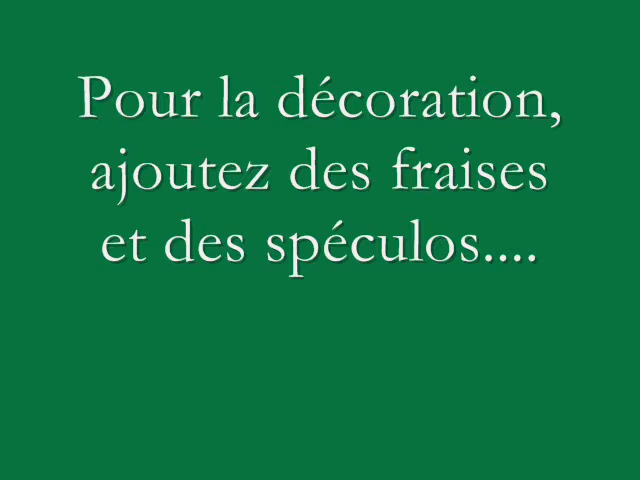 Pour la décoration,
ajoutez des fraises
et des spéculos....